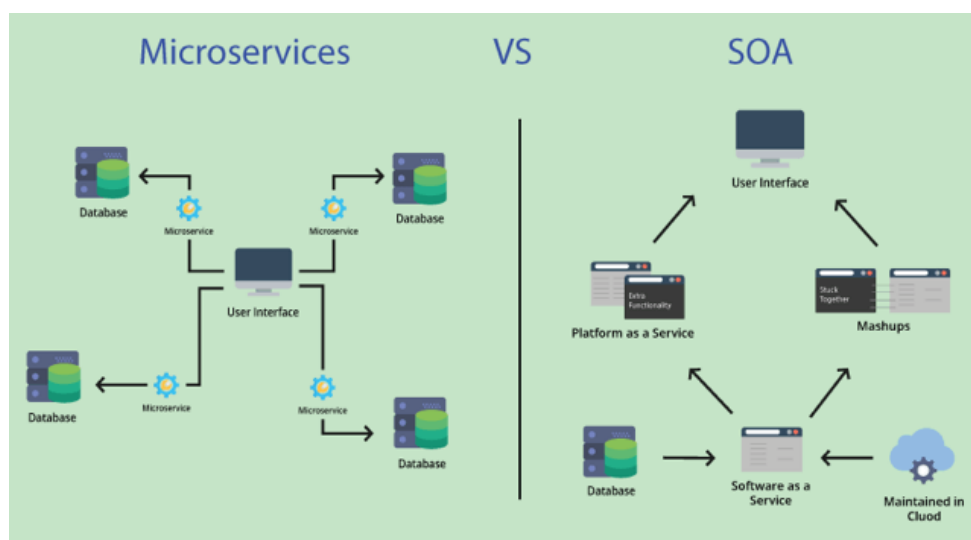 Microservices VS SOA
Database
Microservice
Microservice
Database
User Interface
Database
Microservice
Microservice
Database
User Interface
Extra
Functionality
Platform as a Service
Stuck
Together
Mashups
Database
Software as a
Service
Maintained in
Cluod